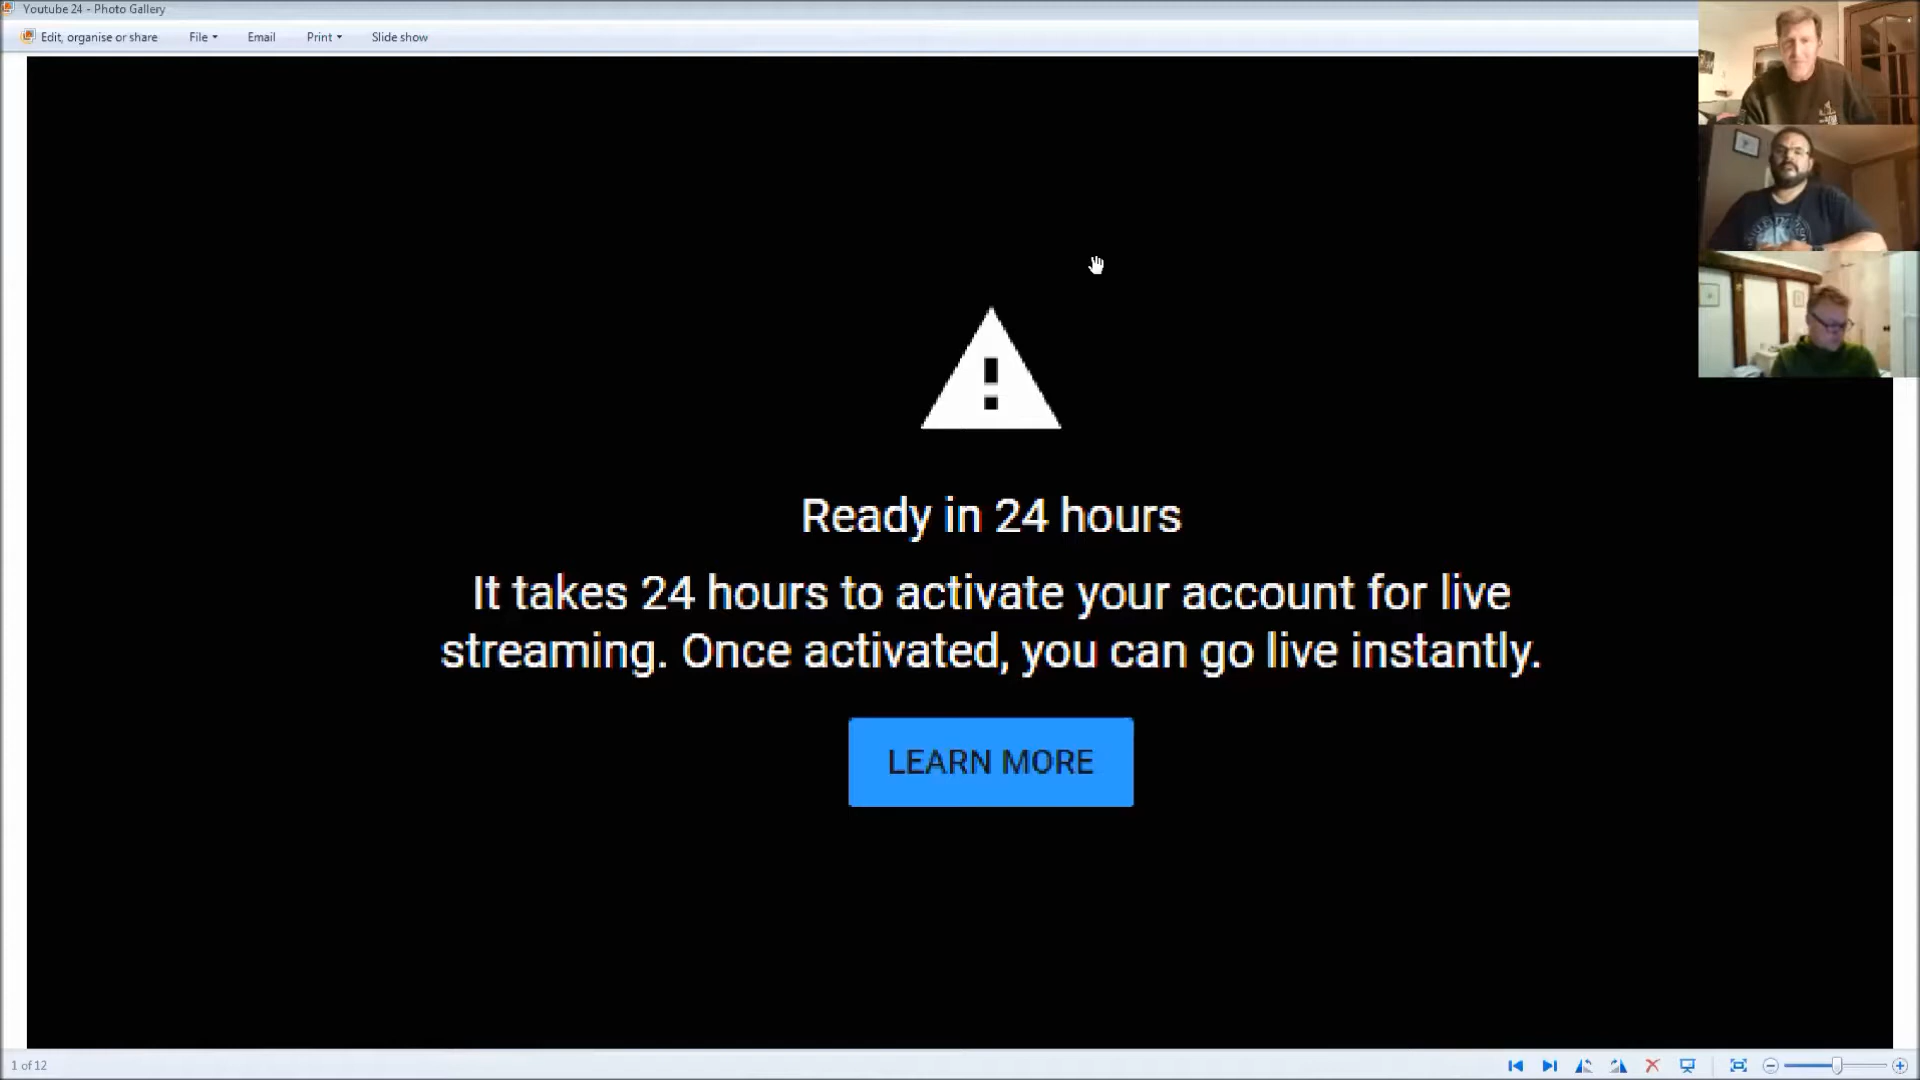 Youtube 24 - Photo Gallery
Edit, organise or share File Email Print Slide show
Ready in 24 hours
It takes 24 hours to activate your account for live
streaming. Once activated, you can go live instantly.
LEARN MORE
1 of 12